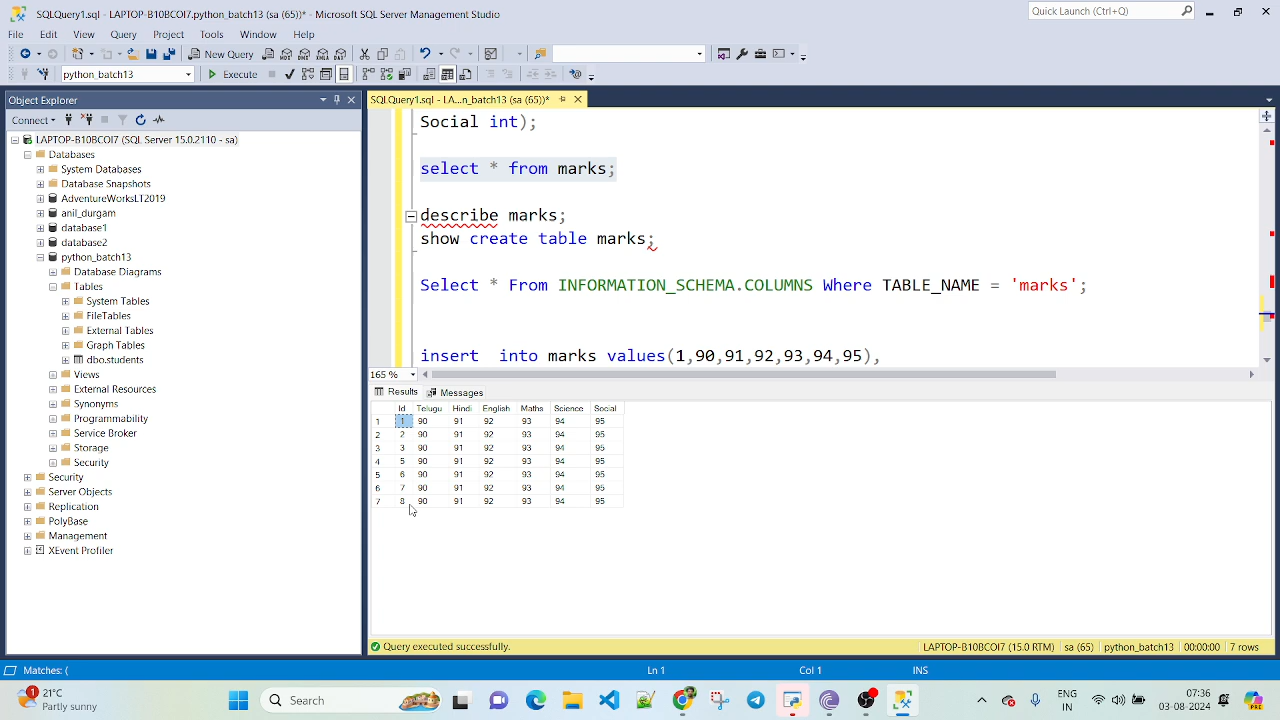 SQLQuery1.sql - LAPTOP-B10BCOI7.python_batch13 (sa (65))* - Microsoft SQL Server Management Studio
Quick Launch (Ctrl+Q)
File Edit View Query Project Tools Window Help
New Query
python_batch13 Execute
Object Explorer
SQLQuery1.sql - LA...n_batch13 (sa (65))*
Connect
LAPTOP-B10BCOI7 (SQL Server 15.0.2110 - sa)
Databases
System Databases
Database Snapshots
AdventureWorksLT2019
anil_durgam
database1
database2
python_batch13
Database Diagrams
Tables
System Tables
FileTables
External Tables
Graph Tables
dbo.students
Views
External Resources
Synonyms
Programmability
Service Broker
Storage
Security
Security
Server Objects
Replication
PolyBase
Management
XEvent Profiler
Social int);
select * from marks;
describe marks;
show create table marks;
Select * From INFORMATION_SCHEMA.COLUMNS Where TABLE_NAME = 'marks';
insert into marks values(1,90,91,92,93,94,95),
165 %
Results Messages
Id Telugu Hindi English Maths Science Social
1 1 90 91 92 93 94 95
2 2 90 91 92 93 94 95
3 3 90 91 92 93 94 95
4 5 90 91 92 93 94 95
5 6 90 91 92 93 94 95
6 7 90 91 92 93 94 95
7 8 90 91 92 93 94 95
Query executed successfully. LAPTOP-B10BCOI7 (15.0 RTM) sa (65) python_batch13 00:00:00 7 rows
Matches: ( Ln 1 Col 1 INS
1
21°C
Partly sunny
Search
ENG
IN
07:36
03-08-2024
PRE